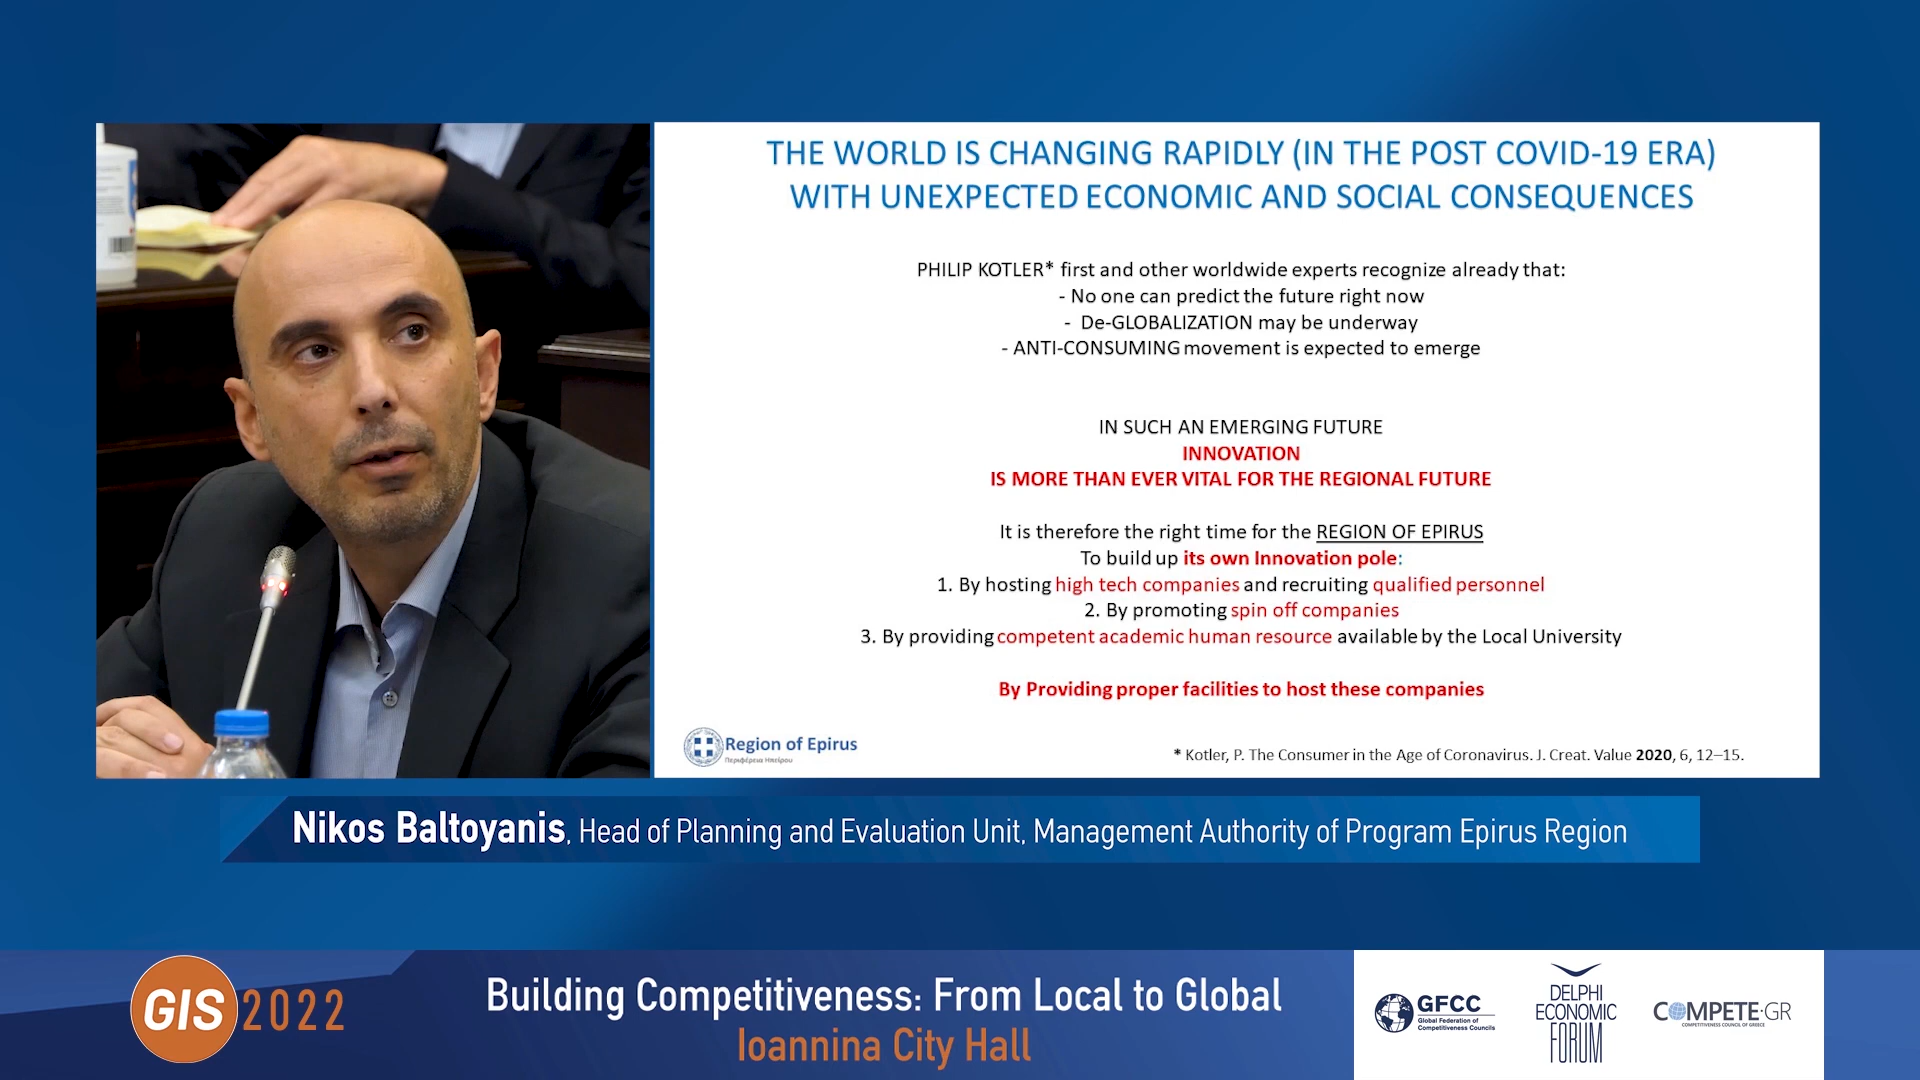 THE WORLD IS CHANGING RAPIDLY (IN THE POST COVID-19 ERA)
WITH UNEXPECTED ECONOMIC AND SOCIAL CONSEQUENCES
PHILIP KOTLER* first and other worldwide experts recognize already that:
- No one can predict the future right now
- De-GLOBALIZATION may be underway
- ANTI-CONSUMING movement is expected to emerge
IN SUCH AN EMERGING FUTURE
INNOVATION
IS MORE THAN EVER VITAL FOR THE REGIONAL FUTURE
It is therefore the right time for the REGION OF EPIRUS
To build up its own Innovation pole:
1. By hosting high tech companies and recruiting qualified personnel
2. By promoting spin off companies
3. By providing competent academic human resource available by the Local University
By Providing proper facilities to host these companies
Region of Epirus
Περιφέρεια Ηπείρου
* Kotler, P. The Consumer in the Age of Coronavirus. J. Creat. Value 2020, 6, 12–15.
Nikos Baltoyanis, Head of Planning and Evaluation Unit, Management Authority of Program Epirus Region
GIS 2022
Building Competitiveness: From Local to Global
Ioannina City Hall
GFCC
Global Federation of
Competitiveness Councils
DELPHI
ECONOMIC
FORUM
COMPETE·GR
COMPETITIVENESS COUNCIL OF GREECE